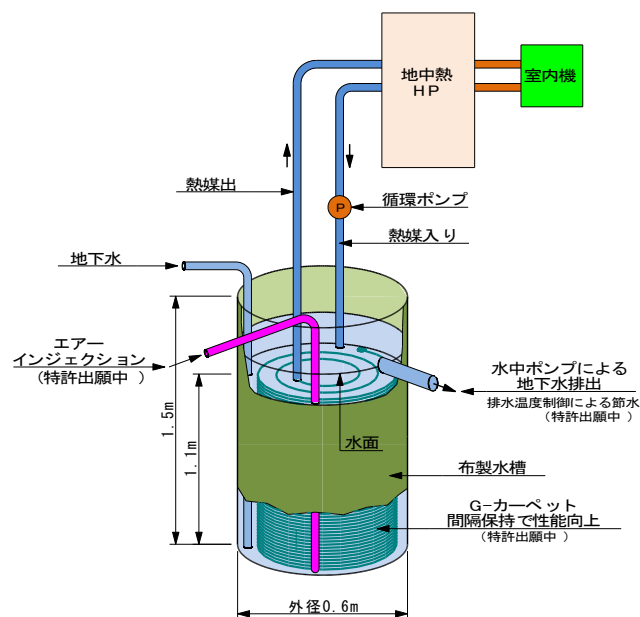 地中熱
HP
室内機
熱媒出
循環ポンプ
P
熱媒入り
地下水
エアー
インジェクション
(特許出願中 )
水中ポンプによる
地下水排出
排水温度制御による節水
(特許出願中 )
1.5m
1.1m
水面
布製水槽
G-カーペット
間隔保持で性能向上
(特許出願中 )
外径0.6m